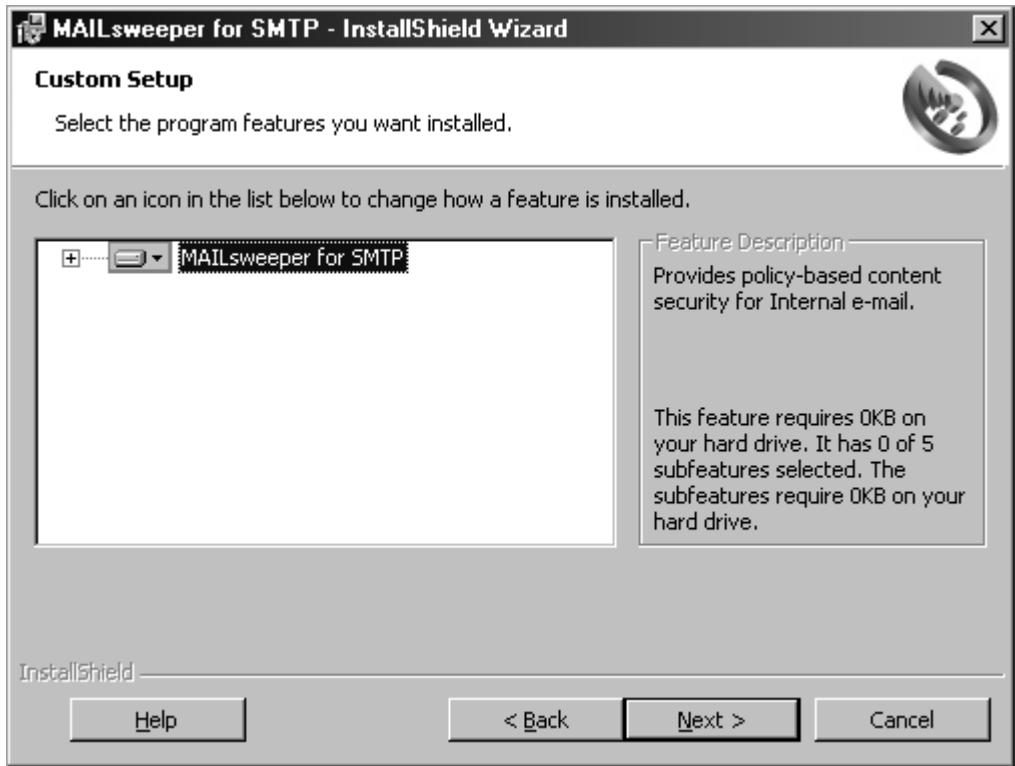 MAILsweeper for SMTP - InstallShield Wizard
Custom Setup
Select the program features you want installed.
Click on an icon in the list below to change how a feature is installed.
MAILsweeper for SMTP
Feature Description
Provides policy-based content
security for Internal e-mail.
This feature requires 0KB on
your hard drive. It has 0 of 5
subfeatures selected. The
subfeatures require 0KB on your
hard drive.
InstallShield
Help
< Back
Next >
Cancel